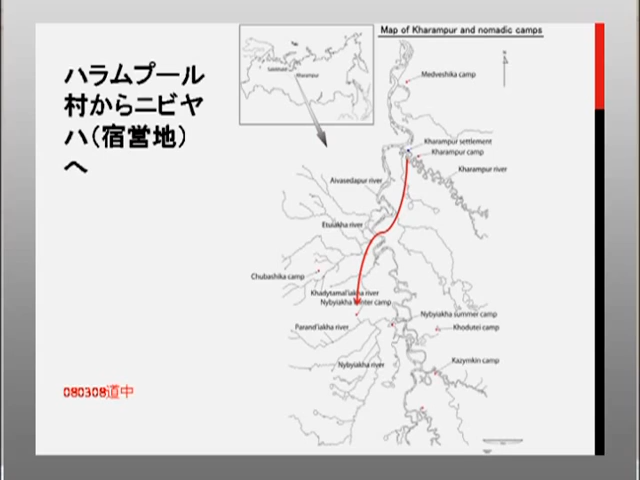 Map of Kharampur and nomadic camps
ハラムプール
村からニビヤ
ハ（宿営地）
へ
Kharampur
Medveshika camp
Kharampur settlement
Kharampur camp
Kharampur river
Aivasedapur river
Etuiakha river
Chubashika camp
Khadytamal'iakha river
Nybyiakha winter camp
Nybyiakha summer camp
Parand'iakha river
Khodutei camp
Nybyiakha river
Kazymkin camp
080308道中